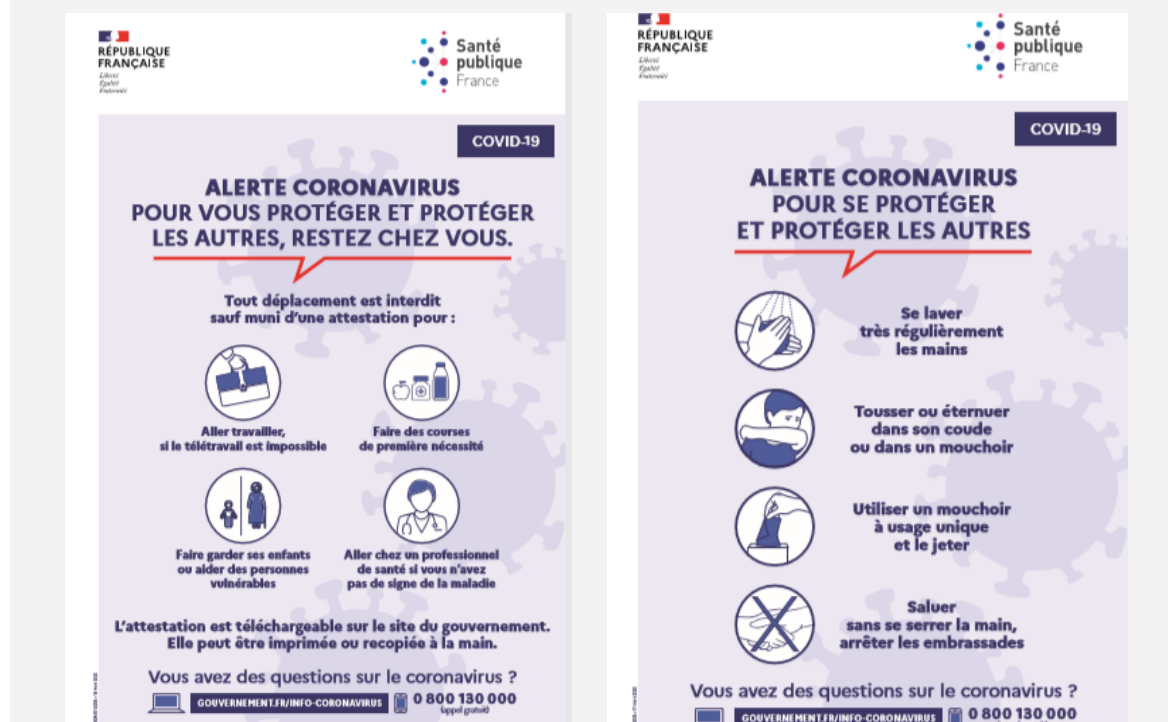 RÉPUBLIQUE
FRANÇAISE
Liberté
Égalité
Fraternité
Santé
publique
France
COVID-19
ALERTE CORONAVIRUS
POUR VOUS PROTÉGER ET PROTÉGER
LES AUTRES, RESTEZ CHEZ VOUS.
Tout déplacement est interdit
sauf muni d'une attestation pour :
Aller travailler,
si le télétravail est impossible
Faire des courses
de première nécessité
Faire garder ses enfants
ou aider des personnes
vulnérables
Aller chez un professionnel
de santé si vous n'avez
pas de signe de la maladie
L'attestation est téléchargeable sur le site du gouvernement.
Elle peut être imprimée ou recopiée à la main.
Vous avez des questions sur le coronavirus ?
GOUVERNEMENT.FR/INFO-CORONAVIRUS
0 800 130 000
(appel gratuit)
RÉPUBLIQUE
FRANÇAISE
Liberté
Égalité
Fraternité
Santé
publique
France
COVID-19
ALERTE CORONAVIRUS
POUR SE PROTÉGER
ET PROTÉGER LES AUTRES
Se laver
très régulièrement
les mains
Tousser ou éternuer
dans son coude
ou dans un mouchoir
Utiliser un mouchoir
à usage unique
et le jeter
Saluer
sans se serrer la main,
arrêter les embrassades
Vous avez des questions sur le coronavirus ?
GOUVERNEMENT.FR/INFO-CORONAVIRUS
0 800 130 000